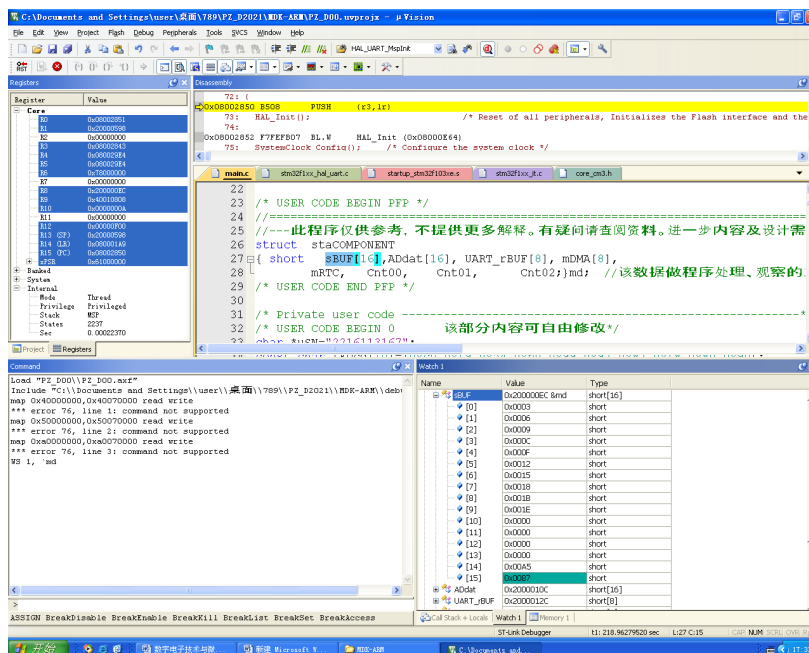 C:\Documents and Settings\user\桌面\789\PZ_D2021\MDK-ARM\PZ_D00.uvprojx - µVision
File Edit View Project Flash Debug Peripherals Tools SVCS Window Help
HAL_UART_MspInit
Registers
Register Value
Core
R0 0x08002851
R1 0x20000598
R2 0x00000000
R3 0x08002843
R4 0x080029E4
R5 0x080029E4
R6 0x78000000
R7 0x00000000
R8 0x200000EC
R9 0x40010808
R10 0x0000000A
R11 0x00000000
R12 0x00000F00
R13 (SP) 0x20000598
R14 (LR) 0x080001A9
R15 (PC) 0x08002850
xPSR 0x61000000
Banked
System
Internal
Mode Thread
Privilege Privileged
Stack MSP
States 2237
Sec 0.00022370
Project Registers
Disassembly
72: {
0x08002850 B508 PUSH {r3,lr}
73: HAL_Init(); /* Reset of all peripherals, Initializes the Flash interface and the
74:
0x08002852 F7FEFB07 BL.W HAL_Init (0x08000E64)
75: SystemClock_Config(); /* Configure the system clock */
main.c stm32f1xx_hal_uart.c startup_stm32f103xe.s stm32f1xx_it.c core_cm3.h
22
23 /* USER CODE BEGIN PFP */
24 //=====================================================
25 //---此程序仅供参考, 不提供更多解释。有疑问请查阅资料。进一步内容及设计需
26 struct staCOMPONENT
27 { short sBUF[16],ADdat[16], UART_rBUF[8], mDMA[8],
28 mRTC, Cnt00, Cnt01, Cnt02;}md; //该数据做程序处理、观察的
29 /* USER CODE END PFP */
30
31 /* Private user code ---------------------------------------------*
32 /* USER CODE BEGIN 0 该部分内容可自由修改*/
33 char *uSN="2216113167";
Command
Load "PZ_D00\\PZ_D00.axf"
Include "C:\\Documents and Settings\\user\\桌面\\789\\PZ_D2021\\MDK-ARM\\debu
map 0x40000000,0x40070000 read write
*** error 76, line 1: command not supported
map 0x50000000,0x50070000 read write
*** error 76, line 2: command not supported
map 0xa0000000,0xa0070000 read write
*** error 76, line 3: command not supported
WS 1, `md
>
ASSIGN BreakDisable BreakEnable BreakKill BreakList BreakSet BreakAccess
Watch 1
Name Value Type
sBUF 0x200000EC &md short[16]
[0] 0x0003 short
[1] 0x0006 short
[2] 0x0009 short
[3] 0x000C short
[4] 0x000F short
[5] 0x0012 short
[6] 0x0015 short
[7] 0x0018 short
[8] 0x001B short
[9] 0x001E short
[10] 0x0000 short
[11] 0x0000 short
[12] 0x0000 short
[13] 0x0000 short
[14] 0x00A5 short
[15] 0x0087 short
ADdat 0x2000010C short[16]
UART_rBUF 0x2000012C short[8]
Call Stack + Locals Watch 1 Memory 1
ST-Link Debugger t1: 218.96279520 sec L:27 C:15 CAP NUM SCRL OVR R
开始 数字电子技术与微... 新建 Microsoft W... MDK-ARM C:\Documents and... 17: